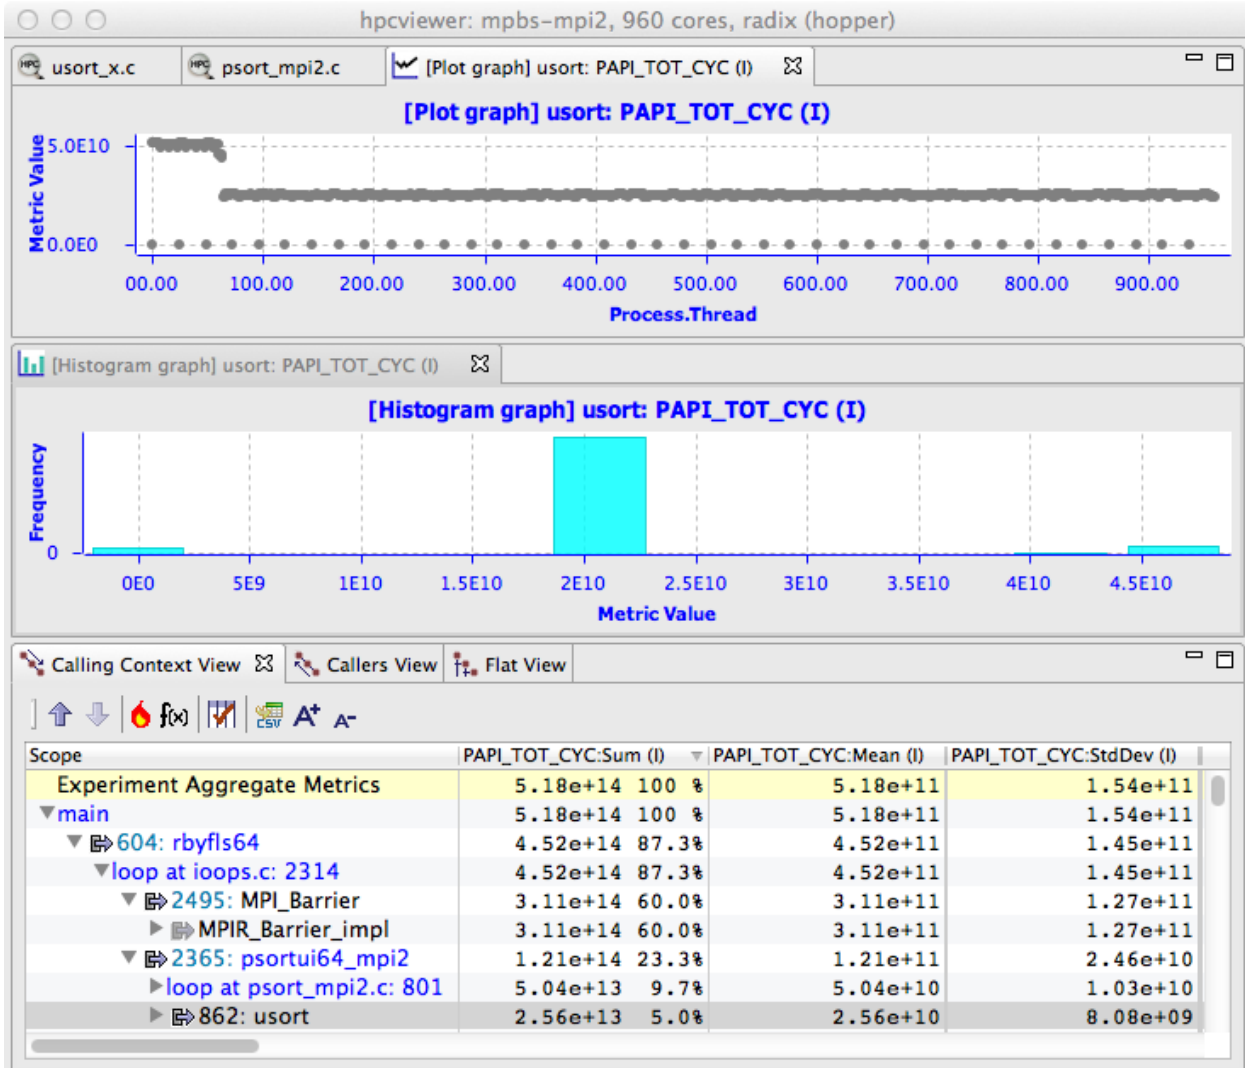 hpcviewer: mpbs-mpi2, 960 cores, radix (hopper)
usort_x.c psort_mpi2.c [Plot graph] usort: PAPI_TOT_CYC (I)
[Plot graph] usort: PAPI_TOT_CYC (I)
Metric Value
5.0E10
0.0E0
00.00 100.00 200.00 300.00 400.00 500.00 600.00 700.00 800.00 900.00
Process.Thread
[Histogram graph] usort: PAPI_TOT_CYC (I)
[Histogram graph] usort: PAPI_TOT_CYC (I)
Frequency
0
0E0 5E9 1E10 1.5E10 2E10 2.5E10 3E10 3.5E10 4E10 4.5E10
Metric Value
Calling Context View Callers View Flat View
f(x) CSV A+ A-
Scope PAPI_TOT_CYC:Sum (I) PAPI_TOT_CYC:Mean (I) PAPI_TOT_CYC:StdDev (I)
Experiment Aggregate Metrics 5.18e+14 100 % 5.18e+11 1.54e+11
main 5.18e+14 100 % 5.18e+11 1.54e+11
604: rbyfls64 4.52e+14 87.3% 4.52e+11 1.45e+11
loop at ioops.c: 2314 4.52e+14 87.3% 4.52e+11 1.45e+11
2495: MPI_Barrier 3.11e+14 60.0% 3.11e+11 1.27e+11
MPIR_Barrier_impl 3.11e+14 60.0% 3.11e+11 1.27e+11
2365: psortui64_mpi2 1.21e+14 23.3% 1.21e+11 2.46e+10
loop at psort_mpi2.c: 801 5.04e+13 9.7% 5.04e+10 1.03e+10
862: usort 2.56e+13 5.0% 2.56e+10 8.08e+09